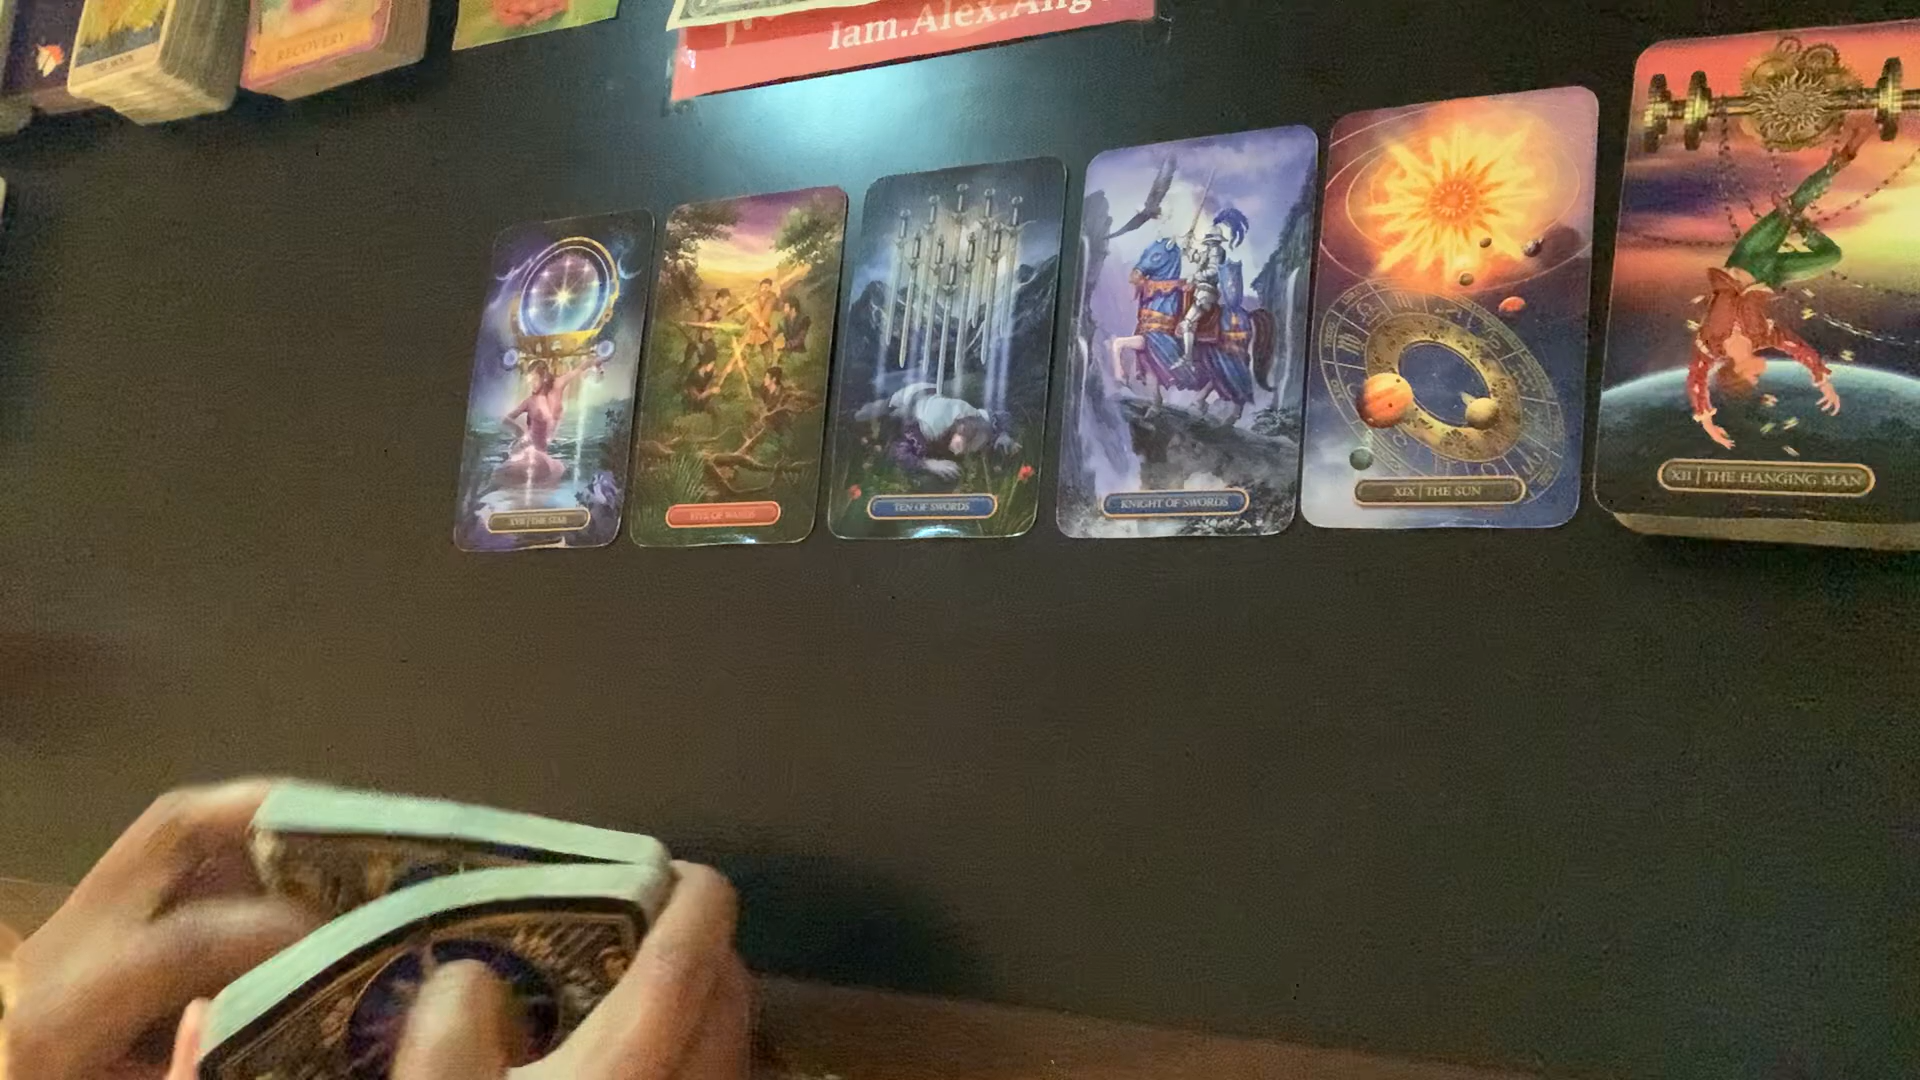 RECOVERY
Iam.Alex.Ang
XVII | THE STAR
FIVE OF WANDS
TEN OF SWORDS
KNIGHT OF SWORDS
XIX | THE SUN
XII | THE HANGING MAN